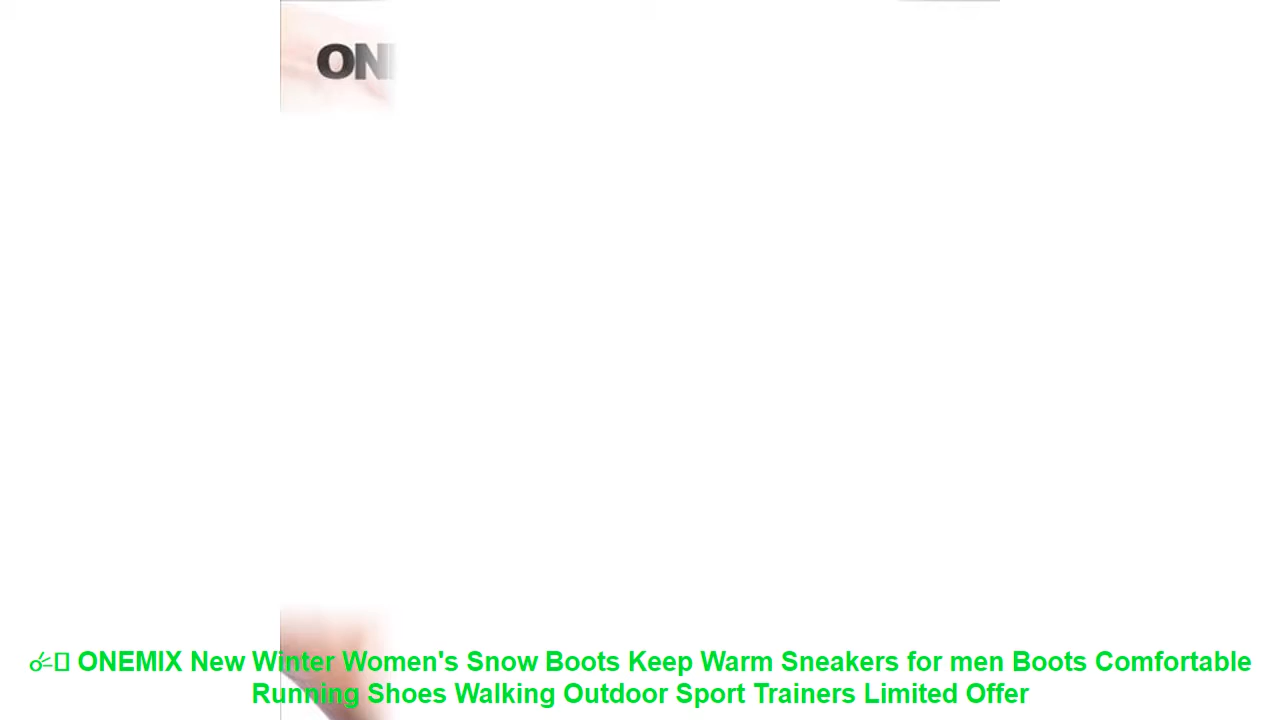 ON
☄️ ONEMIX New Winter Women's Snow Boots Keep Warm Sneakers for men Boots Comfortable
Running Shoes Walking Outdoor Sport Trainers Limited Offer